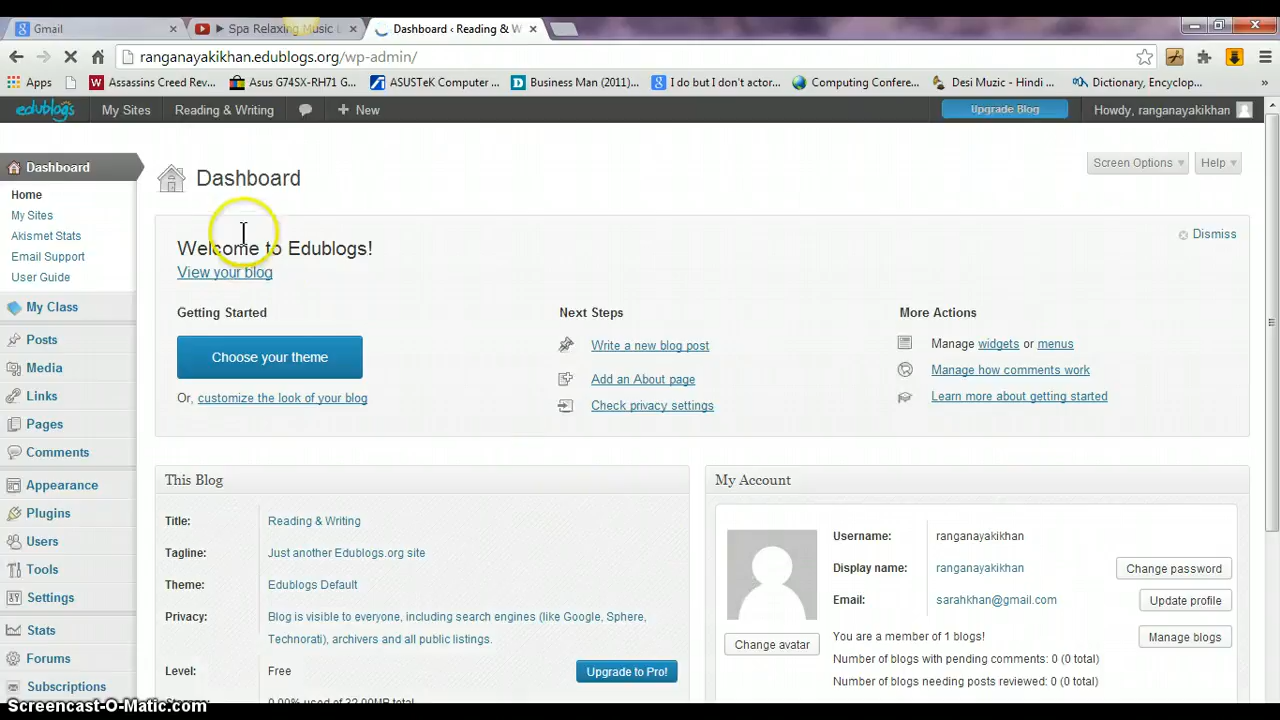 Gmail
Spa Relaxing Music
Dashboard ‹ Reading & W
ranganayakikhan.edublogs.org/wp-admin/
Apps
Assassins Creed Rev...
Asus G74SX-RH71 G...
ASUSTeK Computer ...
Business Man (2011)...
I do but I don't actor...
Computing Confere...
Desi Muzic - Hindi ...
Dictionary, Encyclop...
edublogs
My Sites
Reading & Writing
New
Upgrade Blog
Howdy, ranganayakikhan
Dashboard
Home
My Sites
Akismet Stats
Email Support
User Guide
My Class
Posts
Media
Links
Pages
Comments
Appearance
Plugins
Users
Tools
Settings
Stats
Forums
Subscriptions
Dashboard
Screen Options
Help
Welcome to Edublogs!
Dismiss
View your blog
Getting Started
Choose your theme
Or, customize the look of your blog
Next Steps
Write a new blog post
Add an About page
Check privacy settings
More Actions
Manage widgets or menus
Manage how comments work
Learn more about getting started
This Blog
Title: Reading & Writing
Tagline: Just another Edublogs.org site
Theme: Edublogs Default
Privacy: Blog is visible to everyone, including search engines (like Google, Sphere,
Technorati), archivers and all public listings.
Level: Free
Upgrade to Pro!
0.00% used of 32.00MB total
My Account
Username: ranganayakikhan
Display name: ranganayakikhan
Change password
Email: sarahkhan@gmail.com
Update profile
Change avatar
You are a member of 1 blogs!
Manage blogs
Number of blogs with pending comments: 0 (0 total)
Number of blogs needing posts reviewed: 0 (0 total)
Screencast-O-Matic.com